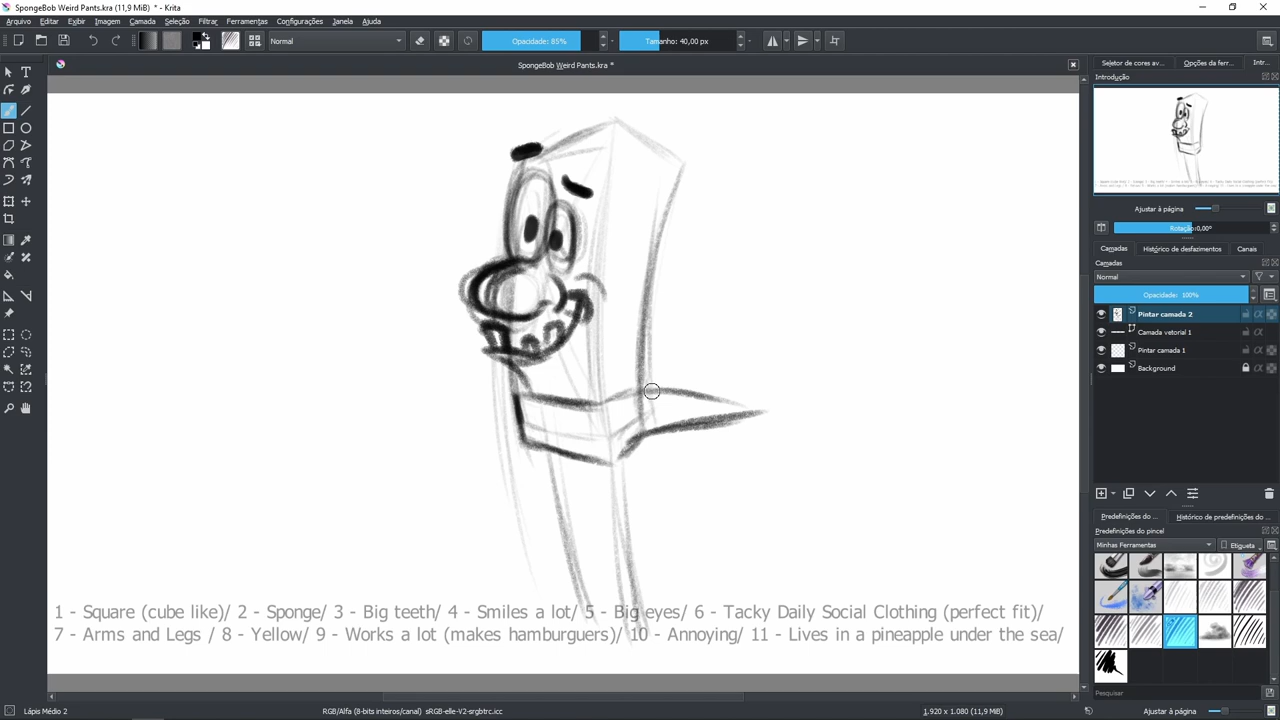 SpongeBob Weird Pants.kra (11,9 MiB) * - Krita
Arquivo Editar Exibir Imagem Camada Seleção Filtrar Ferramentas Configurações Janela Ajuda
Normal Opacidade: 85% Tamanho: 40,00 px
SpongeBob Weird Pants.kra *
Seletor de cores av... Opções da ferr... Intr...
Introdução
Ajustar à página
Rotação:0,00°
Camadas Histórico de desfazimentos Canais
Camadas
Normal
Opacidade: 100%
Pintar camada 2
Camada vetorial 1
Pintar camada 1
Background
Predefinições do ... Histórico de predefinições do ...
Predefinições do pincel
Minhas Ferramentas Etiqueta
1 - Square (cube like)/ 2 - Sponge/ 3 - Big teeth/ 4 - Smiles a lot/ 5 - Big eyes/ 6 - Tacky Daily Social Clothing (perfect fit)/
7 - Arms and Legs / 8 - Yellow/ 9 - Works a lot (makes hamburguers)/ 10 - Annoying/ 11 - Lives in a pineapple under the sea/
Pesquisar
Lápis Médio 2 RGB/Alfa (8-bits inteiros/canal) sRGB-elle-V2-srgbtrc.icc 1.920 x 1.080 (11,9 MiB) Ajustar à página